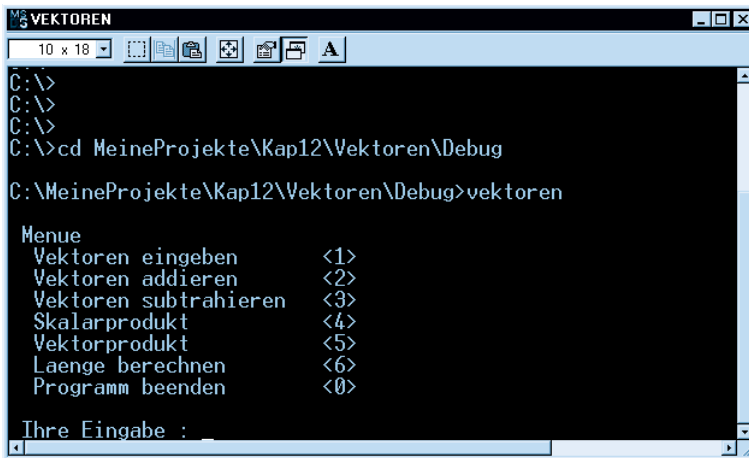 VEKTOREN
10 x 18 A
C:\>
C:\>
C:\>
C:\>cd MeineProjekte\Kap12\Vektoren\Debug
C:\MeineProjekte\Kap12\Vektoren\Debug>vektoren
Menue
Vektoren eingeben <1>
Vektoren addieren <2>
Vektoren subtrahieren <3>
Skalarprodukt <4>
Vektorprodukt <5>
Laenge berechnen <6>
Programm beenden <0>
Ihre Eingabe : _